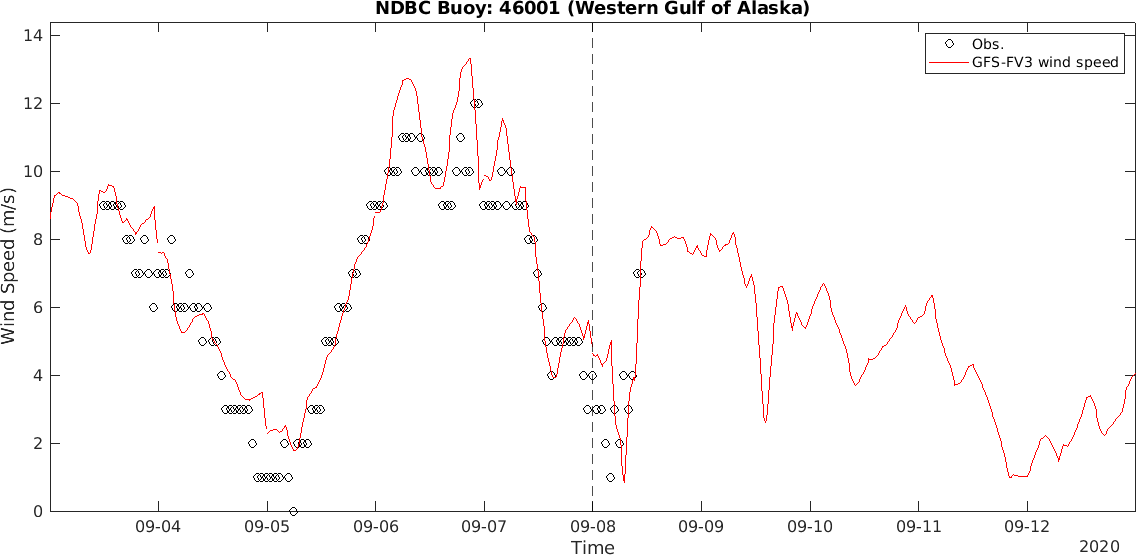 NDBC Buoy: 46001 (Western Gulf of Alaska)
Obs.
GFS-FV3 wind speed
Wind Speed (m/s)
14
12
10
8
6
4
2
0
09-04 09-05 09-06 09-07 09-08 09-09 09-10 09-11 09-12
Time
2020